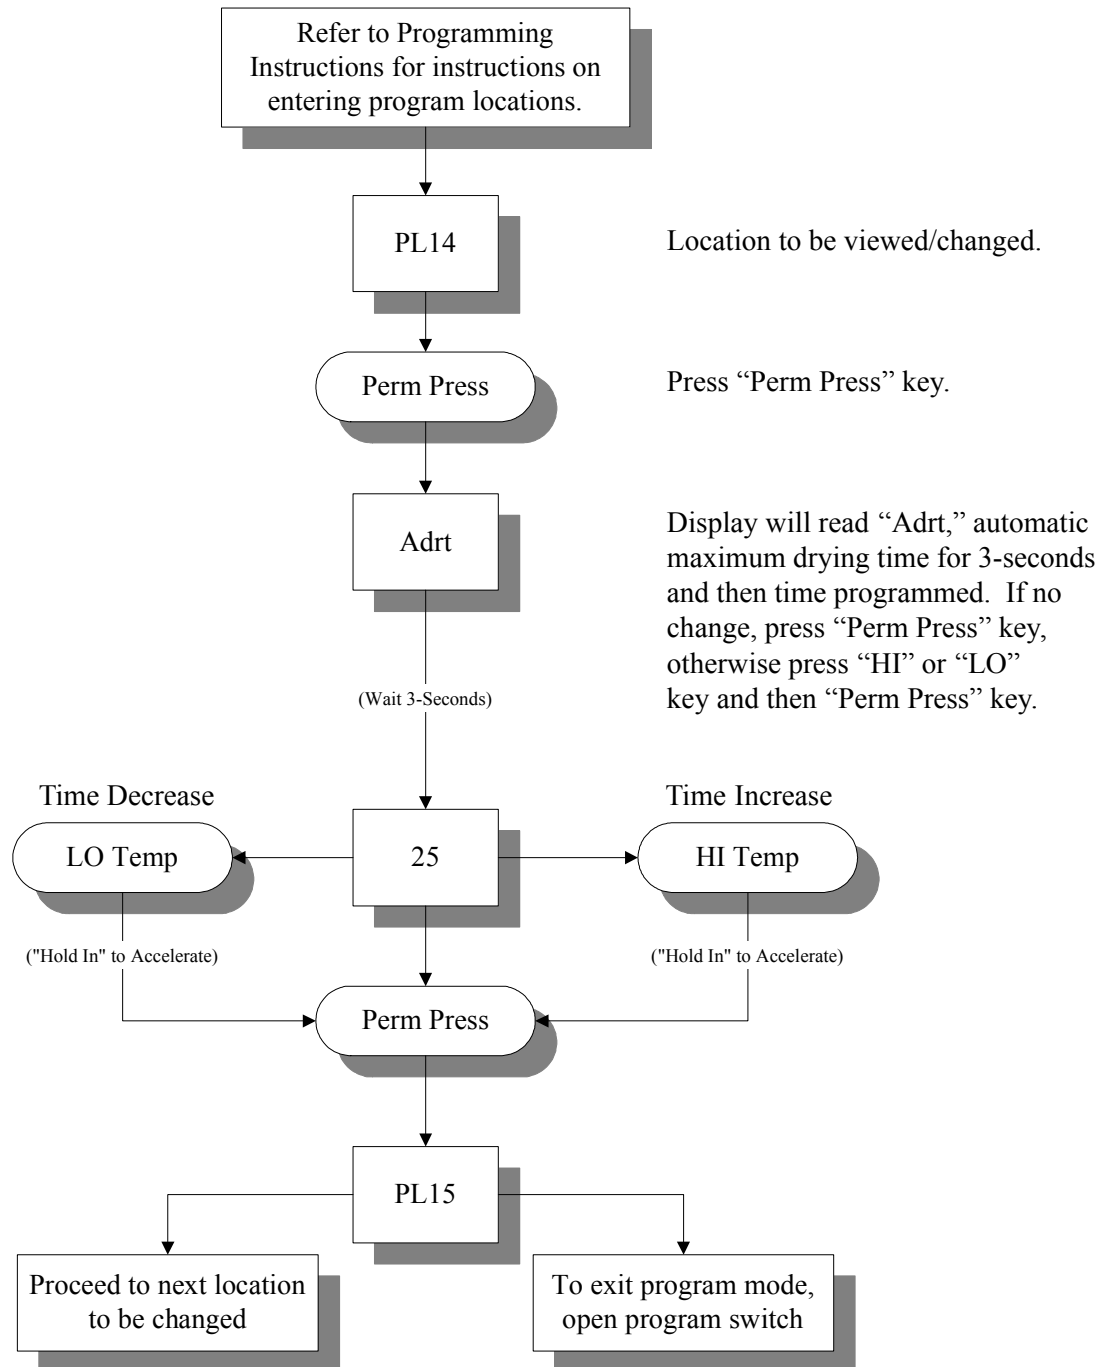 Refer to Programming
Instructions for instructions on
entering program locations.
PL14
Location to be viewed/changed.
Perm Press
Press “Perm Press” key.
Adrt
Display will read “Adrt,” automatic
maximum drying time for 3-seconds
and then time programmed.  If no
change, press “Perm Press” key,
otherwise press “HI” or “LO”
key and then “Perm Press” key.
(Wait 3-Seconds)
Time Decrease
Time Increase
LO Temp
25
HI Temp
("Hold In" to Accelerate)
("Hold In" to Accelerate)
Perm Press
PL15
Proceed to next location
to be changed
To exit program mode,
open program switch